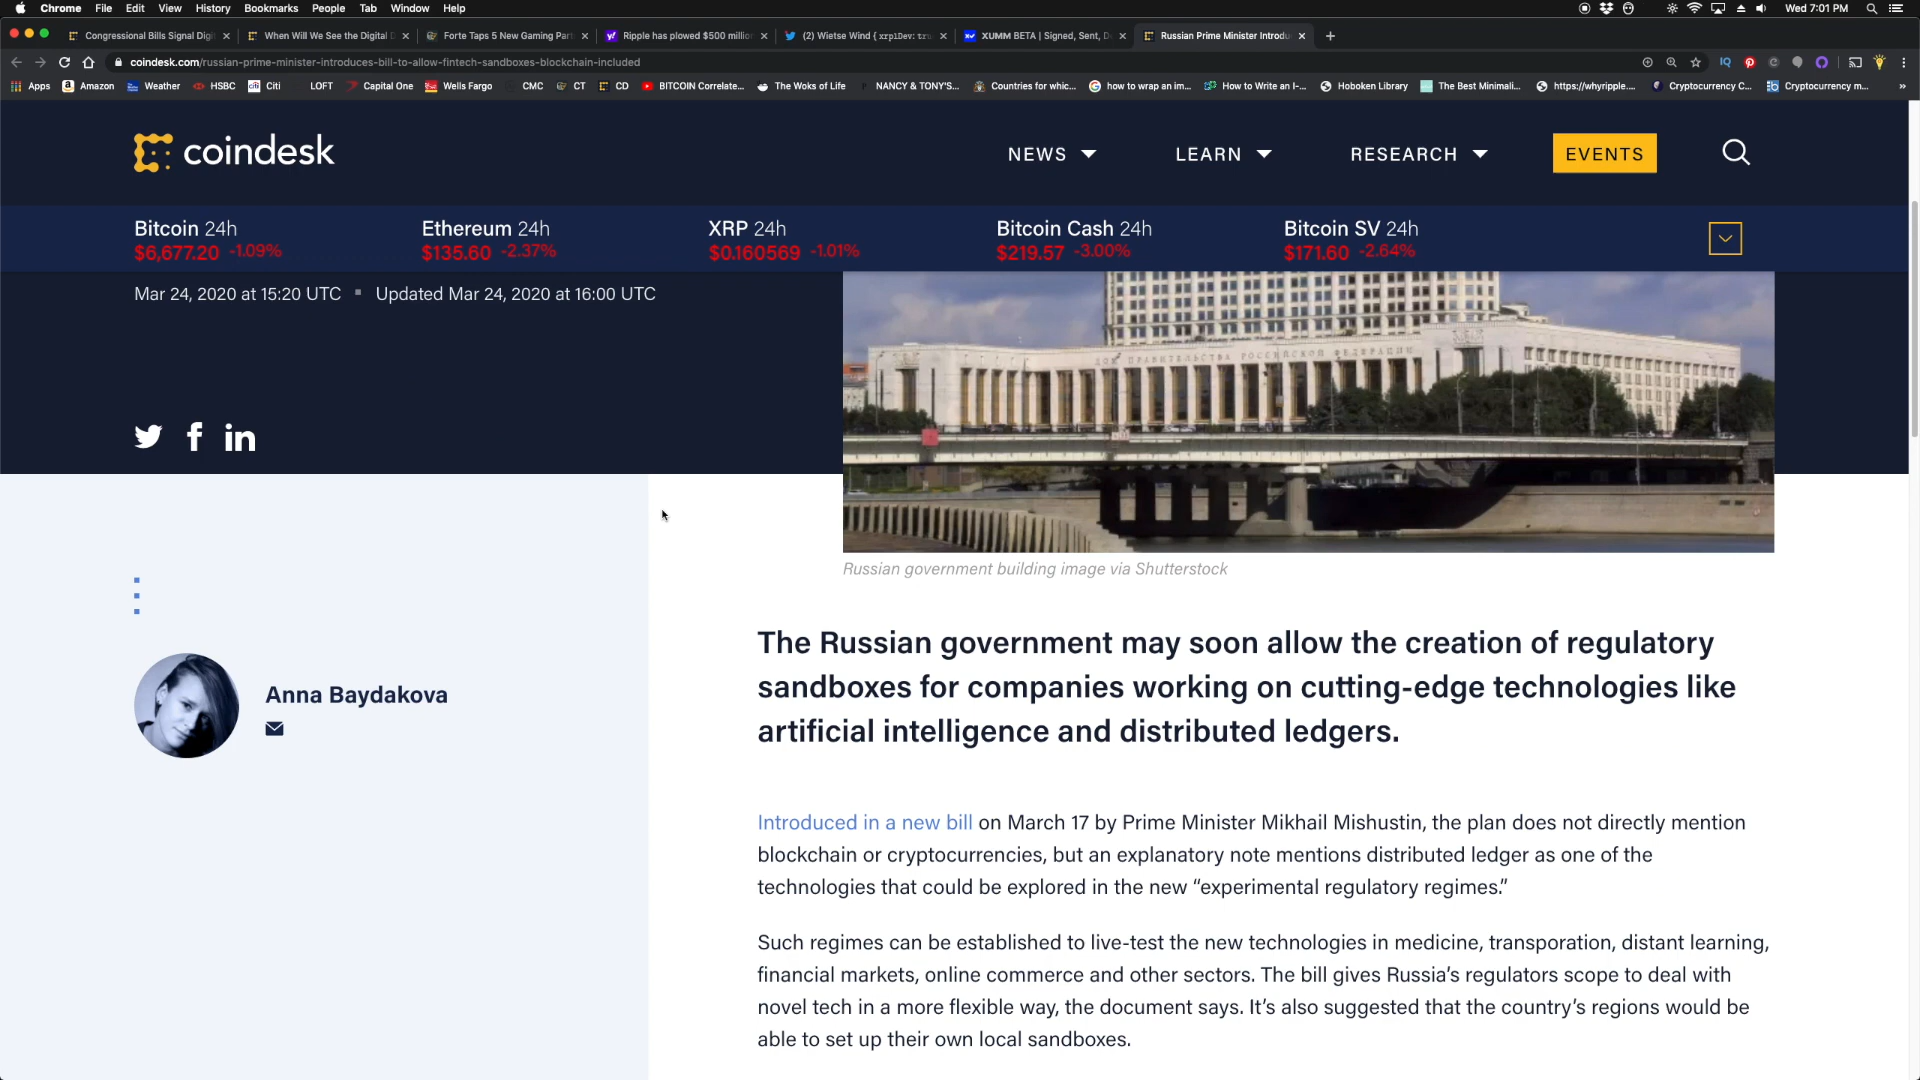 Chrome File Edit View History Bookmarks People Tab Window Help Wed 7:01 PM
Congressional Bills Signal Digi When Will We See the Digital D Forte Taps 5 New Gaming Part Ripple has plowed $500 millio (2) Wietse Wind { xrplDev: tru XUMM BETA | Signed, Sent, D Russian Prime Minister Introdu
coindesk.com/russian-prime-minister-introduces-bill-to-allow-fintech-sandboxes-blockchain-included
Apps Amazon Weather HSBC Citi LOFT Capital One Wells Fargo CMC CT CD BITCOIN Correlate... The Woks of Life NANCY & TONY'S... Countries for whic... how to wrap an im... How to Write an I-... Hoboken Library The Best Minimali... https://whyripple.... Cryptocurrency C... Cryptocurrency m... »
coindesk NEWS LEARN RESEARCH EVENTS
Bitcoin 24h Ethereum 24h XRP 24h Bitcoin Cash 24h Bitcoin SV 24h
$6,677.20 -1.09% $135.60 -2.37% $0.160569 -1.01% $219.57 -3.00% $171.60 -2.64%
Mar 24, 2020 at 15:20 UTC Updated Mar 24, 2020 at 16:00 UTC
ДОМ ПРАВИТЕЛЬСТВА РОССИЙСКОЙ ФЕДЕРАЦИИ
Russian government building image via Shutterstock
Anna Baydakova
The Russian government may soon allow the creation of regulatory
sandboxes for companies working on cutting-edge technologies like
artificial intelligence and distributed ledgers.
Introduced in a new bill on March 17 by Prime Minister Mikhail Mishustin, the plan does not directly mention
blockchain or cryptocurrencies, but an explanatory note mentions distributed ledger as one of the
technologies that could be explored in the new “experimental regulatory regimes.”
Such regimes can be established to live-test the new technologies in medicine, transporation, distant learning,
financial markets, online commerce and other sectors. The bill gives Russia’s regulators scope to deal with
novel tech in a more flexible way, the document says. It’s also suggested that the country’s regions would be
able to set up their own local sandboxes.